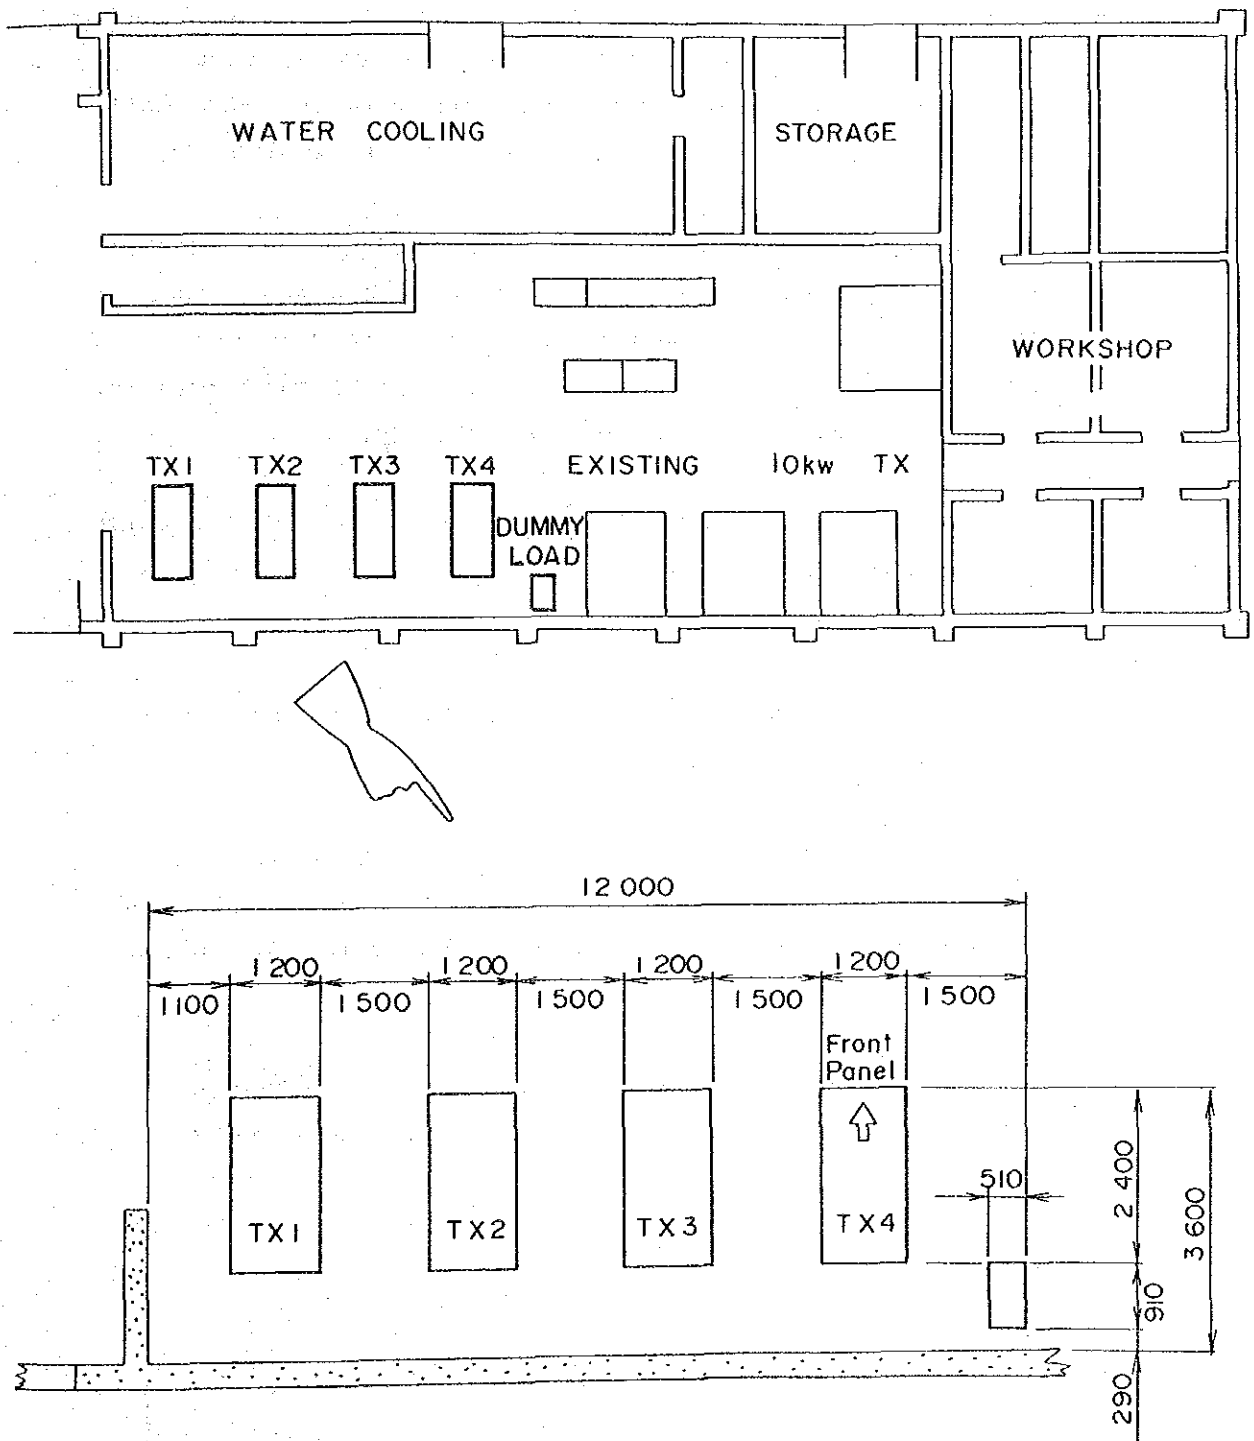 WATER COOLING
STORAGE
WORKSHOP
TX1 TX2 TX3 TX4 EXISTING 10kw TX
DUMMY
LOAD
12 000
1 200 1 200 1 200 1 200
1100 1 500 1 500 1 500 1 500
Front
Panel
510
2 400
3 600
TX1 TX2 TX3 TX4
910
290